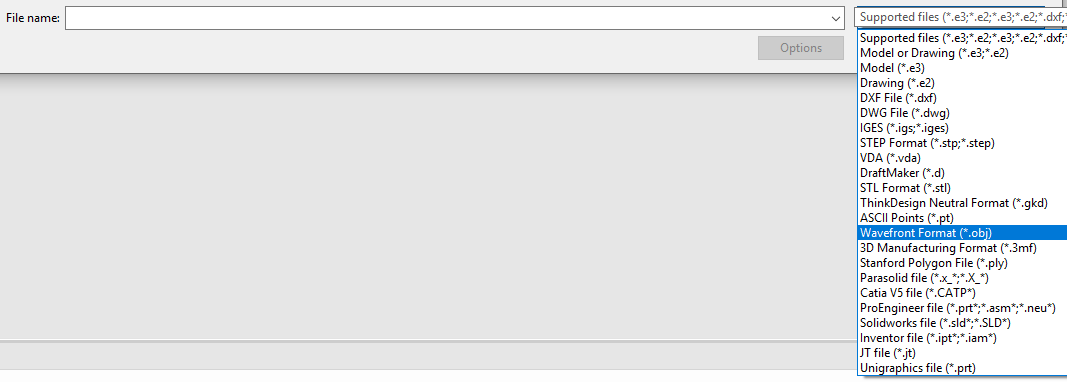 File name:
Supported files (*.e3;*.e2;*.e3;*.e2;*.dxf;*
Options
Supported files (*.e3;*.e2;*.e3;*.e2;*.dxf;*
Model or Drawing (*.e3;*.e2)
Model (*.e3)
Drawing (*.e2)
DXF File (*.dxf)
DWG File (*.dwg)
IGES (*.igs;*.iges)
STEP Format (*.stp;*.step)
VDA (*.vda)
DraftMaker (*.d)
STL Format (*.stl)
ThinkDesign Neutral Format (*.gkd)
ASCII Points (*.pt)
Wavefront Format (*.obj)
3D Manufacturing Format (*.3mf)
Stanford Polygon File (*.ply)
Parasolid file (*.x_*;*.X_*)
Catia V5 file (*.CATP*)
ProEngineer file (*.prt*;*.asm*;*.neu*)
Solidworks file (*.sld*;*.SLD*)
Inventor file (*.ipt*;*.iam*)
JT file (*.jt)
Unigraphics file (*.prt)